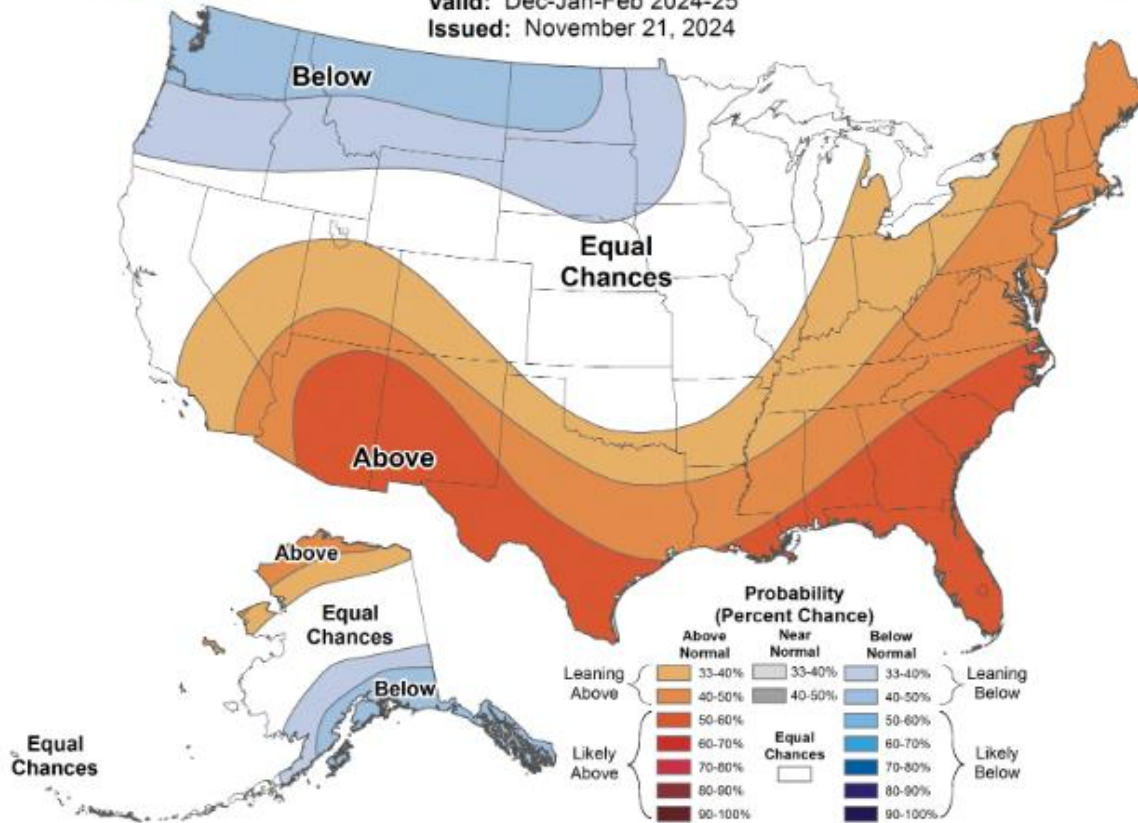 Valid: Dec-Jan-Feb 2024-25
Issued: November 21, 2024
Below
Equal
Chances
Above
Above
Equal
Chances
Below
Equal
Chances
Probability
(Percent Chance)
Above
Normal
Near
Normal
Below
Normal
Leaning
Above
33-40%
33-40%
33-40%
Leaning
Below
40-50%
40-50%
40-50%
Likely
Above
50-60%
Equal
Chances
50-60%
Likely
Below
60-70%
60-70%
70-80%
70-80%
80-90%
80-90%
90-100%
90-100%